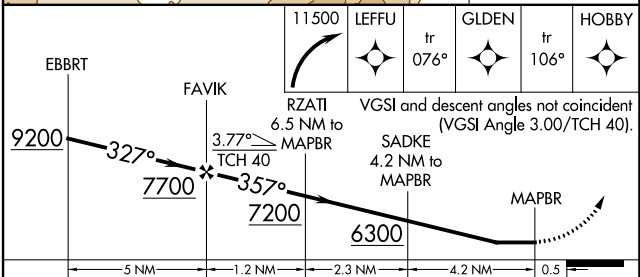 11500 LEFFU tr 076° GLDEN tr 106° HOBBY
VGSI and descent angles not coincident
(VGSI Angle 3.00/TCH 40).
EBBRT
FAVIK
RZATI
6.5 NM to
MAPBR
SADKE
4.2 NM to
MAPBR
MAPBR
9200
327°
7700
3.77°
TCH 40
357°
7200
6300
5 NM 1.2 NM 2.3 NM 4.2 NM 0.5